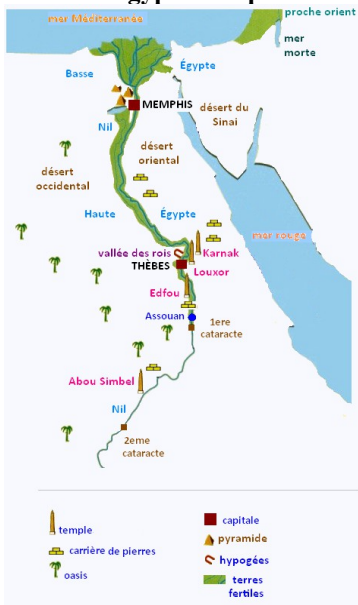 mer Méditerranée
proche orient
mer
morte
Basse
Égypte
MEMPHIS
désert du
Sinai
Nil
désert
oriental
désert
occidental
Haute
Égypte
mer rouge
vallée des rois
Karnak
THÈBES
Louxor
Edfou
Assouan
1ere
cataracte
Abou Simbel
Nil
2eme
cataracte
temple
capitale
carrière de pierres
pyramide
oasis
hypogées
terres
fertiles